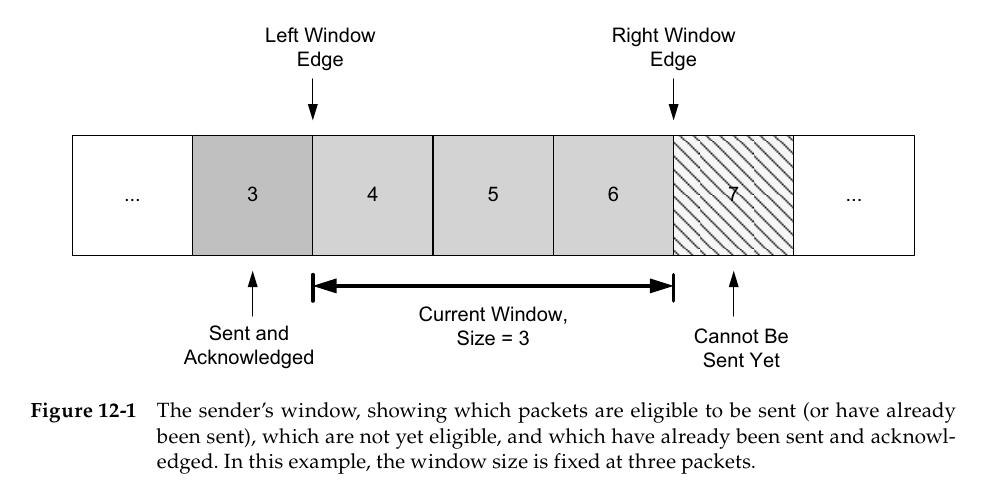 Left Window
Edge
Right Window
Edge
...
3
4
5
6
7
...
Sent and
Acknowledged
Current Window,
Size = 3
Cannot Be
Sent Yet
Figure 12-1 The sender's window, showing which packets are eligible to be sent (or have already
been sent), which are not yet eligible, and which have already been sent and acknowl-
edged. In this example, the window size is fixed at three packets.